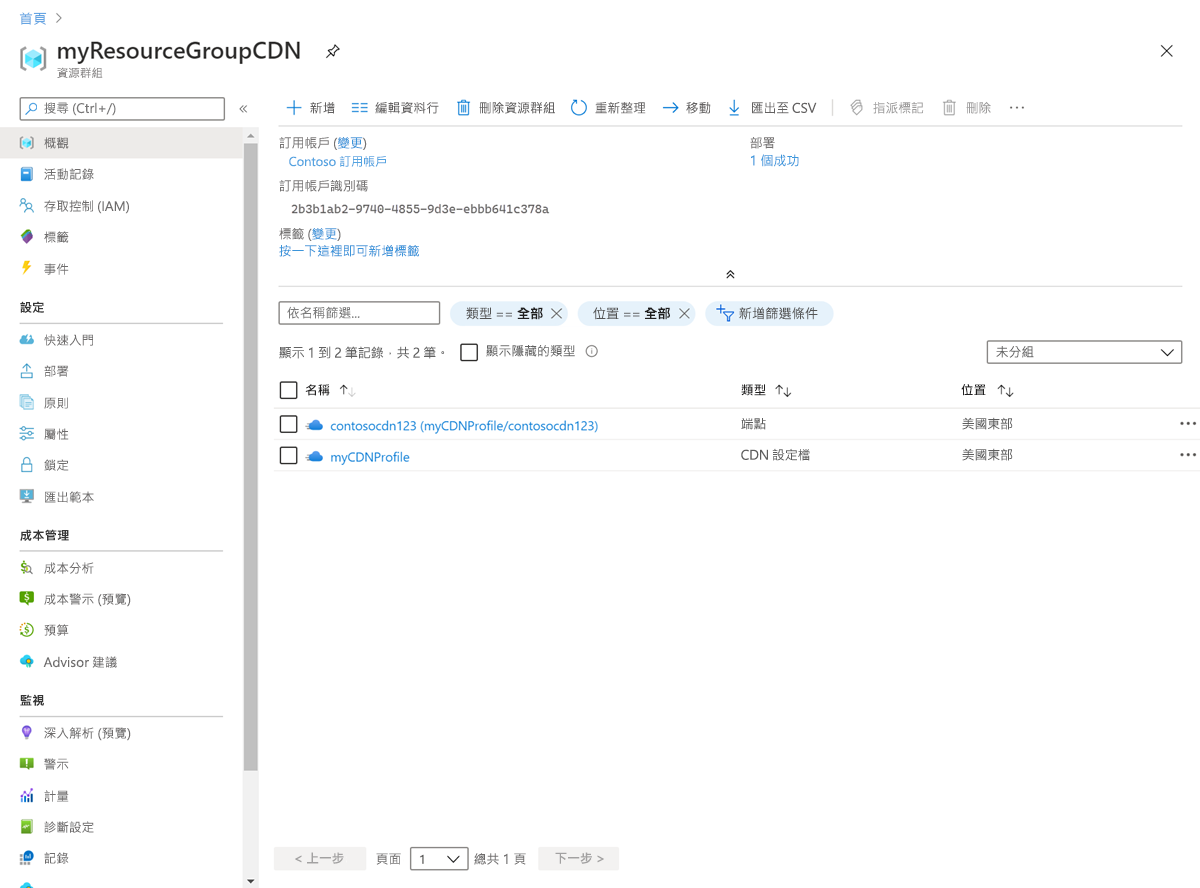 首頁 >
myResourceGroupCDN
資源群組
搜尋 (Ctrl+/)
新增 編輯資料行 刪除資源群組 重新整理 移動 匯出至 CSV 指派標記 刪除 ...
概觀
活動記錄
存取控制 (IAM)
標籤
事件
設定
快速入門
部署
原則
屬性
鎖定
匯出範本
成本管理
成本分析
成本警示 (預覽)
預算
Advisor 建議
監視
深入解析 (預覽)
警示
計量
診斷設定
記錄
訂用帳戶 (變更)
Contoso 訂用帳戶
部署
1 個成功
訂用帳戶識別碼
2b3b1ab2-9740-4855-9d3e-ebbb641c378a
標籤 (變更)
按一下這裡即可新增標籤
依名稱篩選... 類型 == 全部 位置 == 全部 新增篩選條件
顯示 1 到 2 筆記錄，共 2 筆。 顯示隱藏的類型 未分組
名稱 類型 位置
contosocdn123 (myCDNProfile/contosocdn123) 端點 美國東部 ...
myCDNProfile CDN 設定檔 美國東部 ...
< 上一步 頁面 1 總共 1 頁 下一步 >